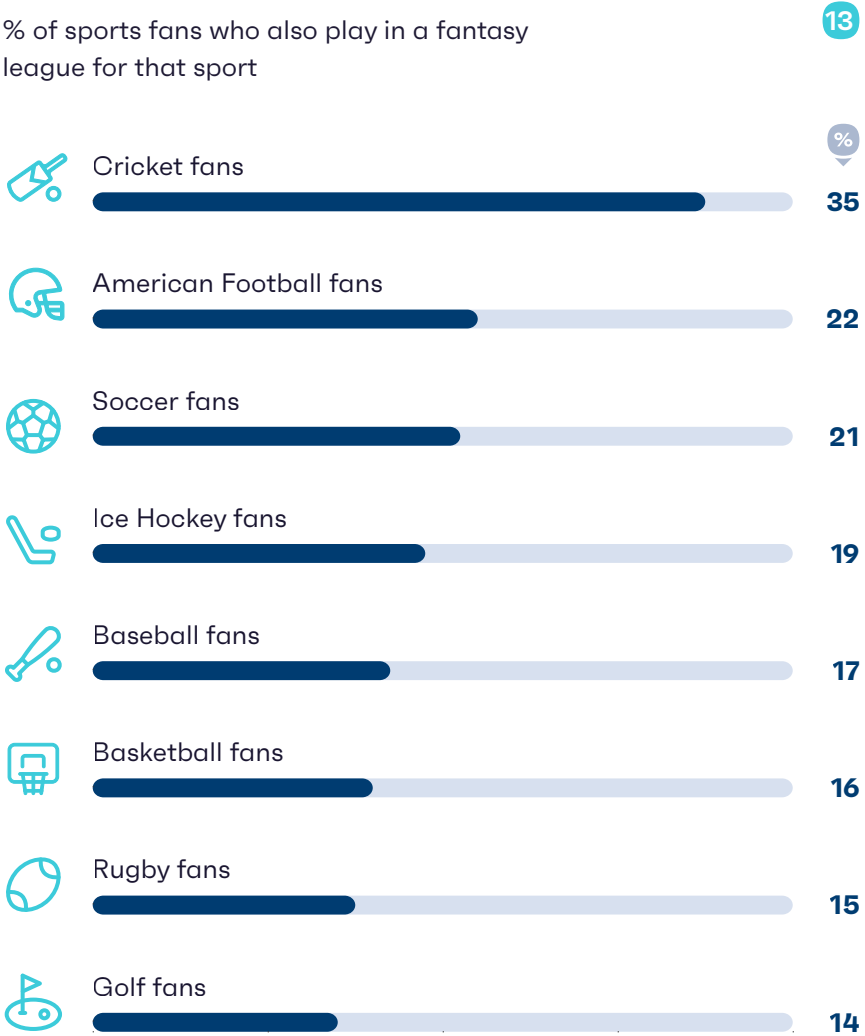 % of sports fans who also play in a fantasy
league for that sport
13
%
Cricket fans
35
American Football fans
22
Soccer fans
21
Ice Hockey fans
19
Baseball fans
17
Basketball fans
16
Rugby fans
15
Golf fans
14